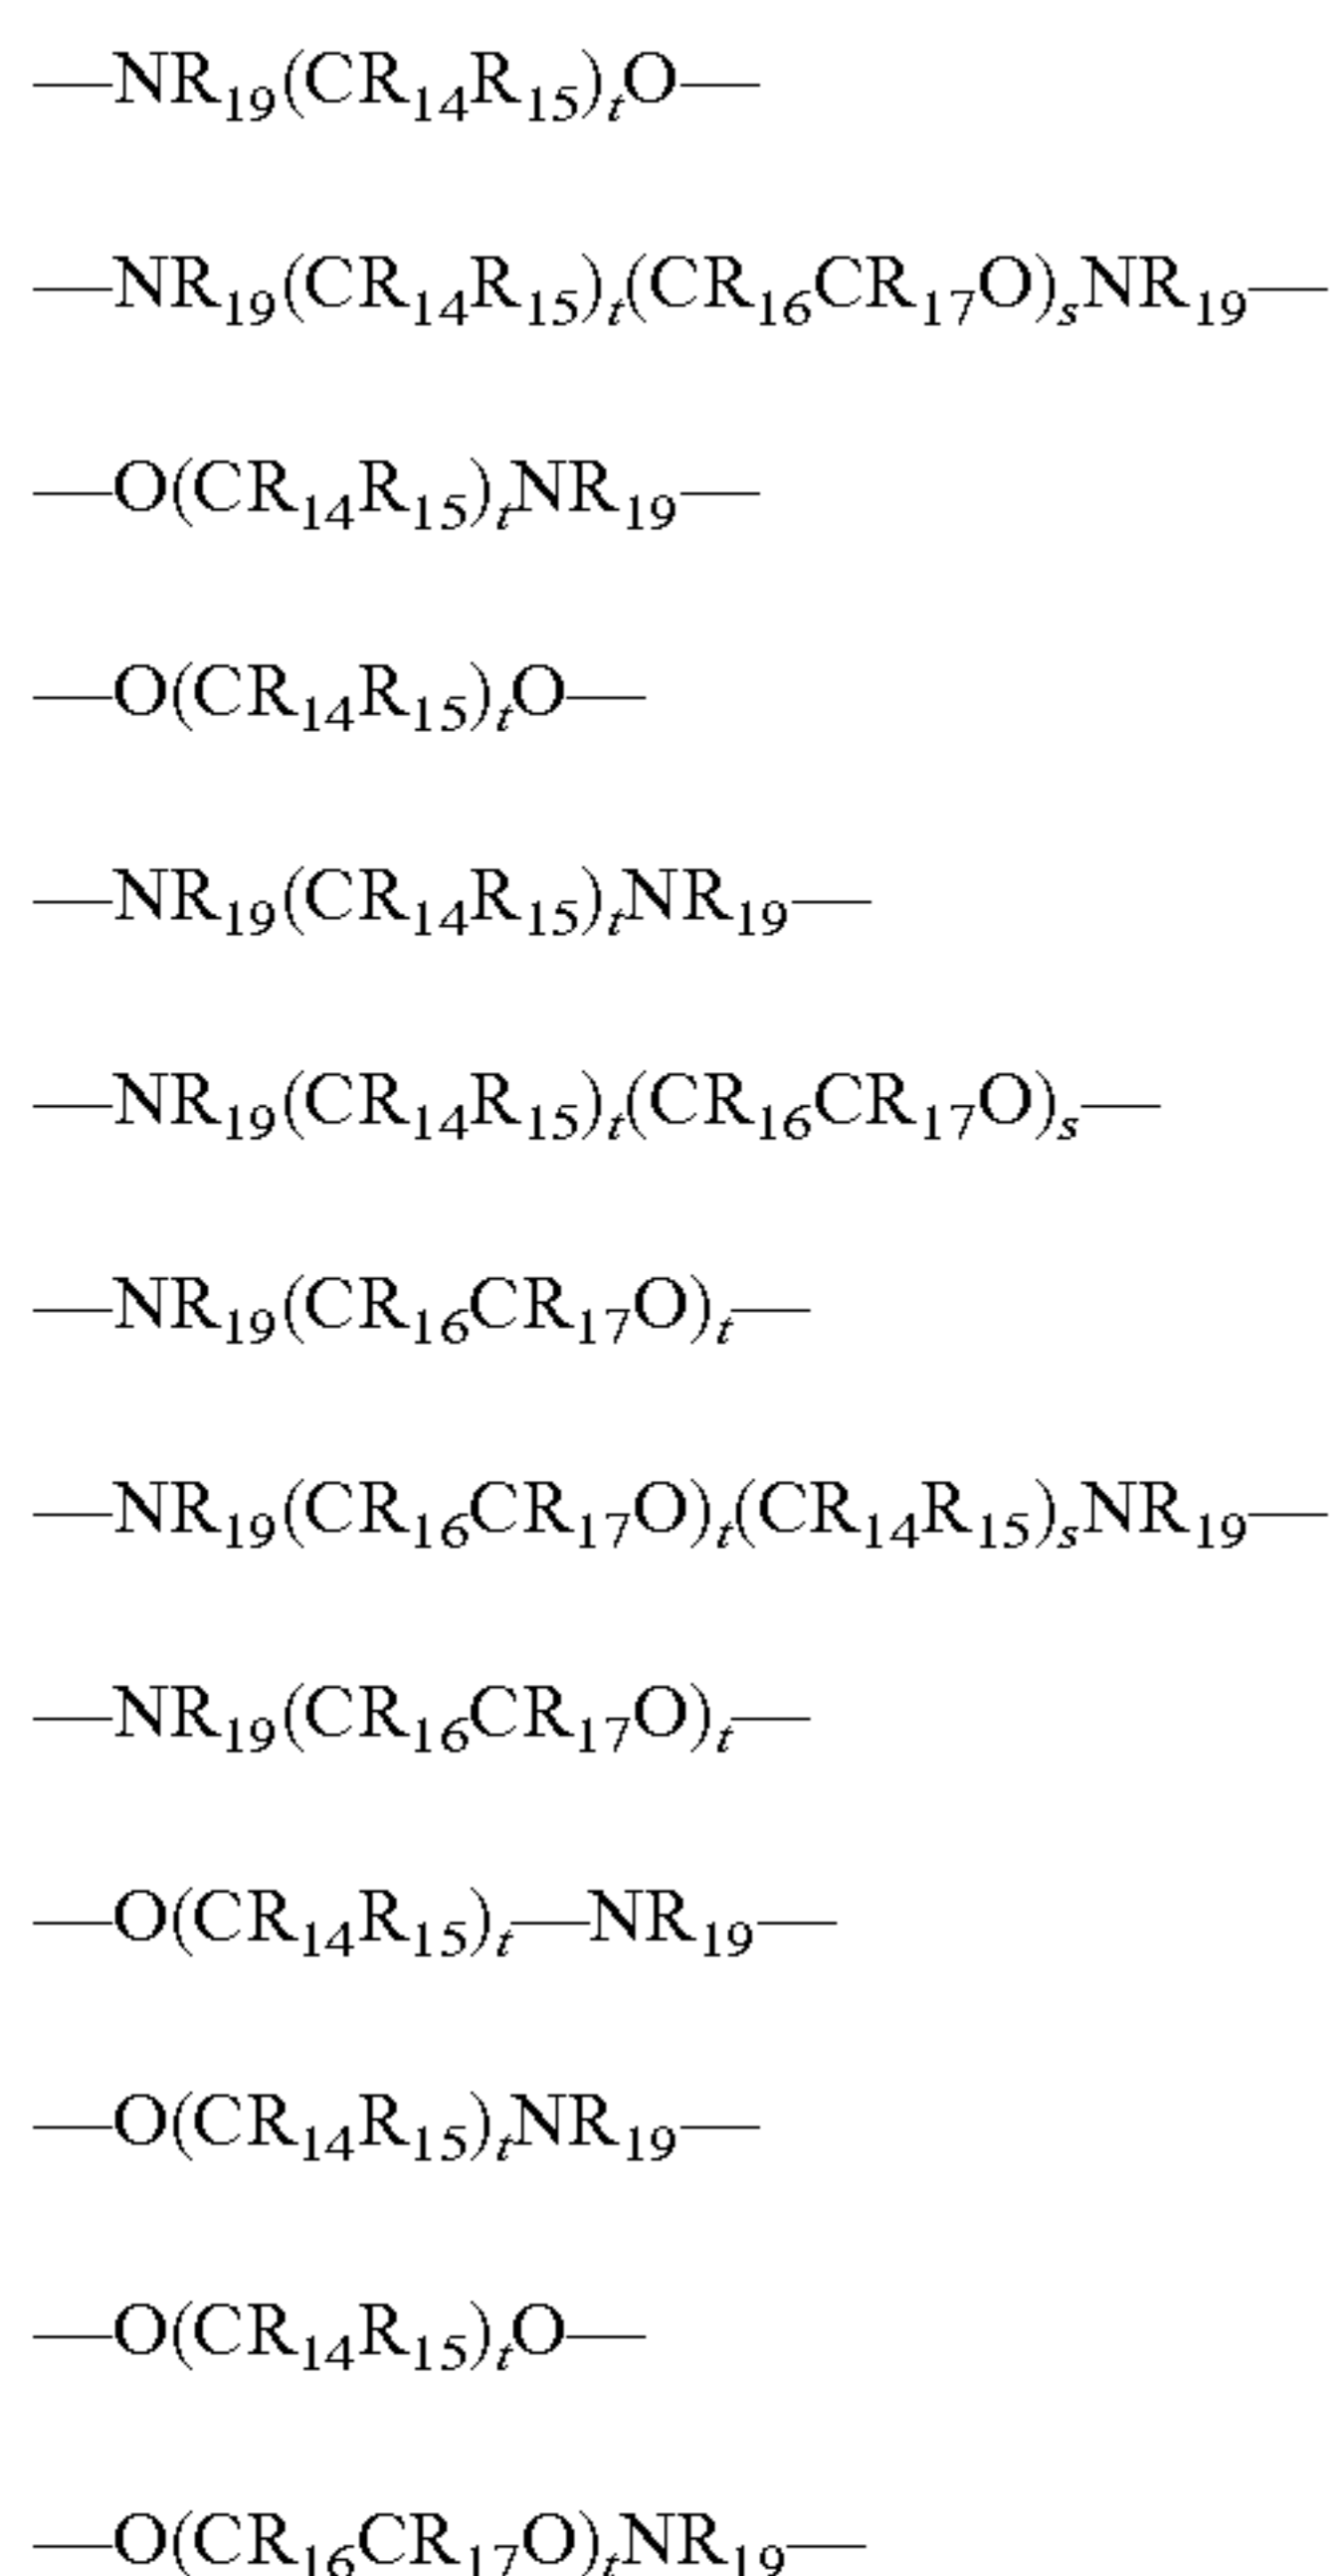 —NR₁₉(CR₁₄R₁₅)ₜO—
—NR₁₉(CR₁₄R₁₅)ₜ(CR₁₆CR₁₇O)ₛNR₁₉—
—O(CR₁₄R₁₅)ₜNR₁₉—
—O(CR₁₄R₁₅)ₜO—
—NR₁₉(CR₁₄R₁₅)ₜNR₁₉—
—NR₁₉(CR₁₄R₁₅)ₜ(CR₁₆CR₁₇O)ₛ—
—NR₁₉(CR₁₆CR₁₇O)ₜ—
—NR₁₉(CR₁₆CR₁₇O)ₜ(CR₁₄R₁₅)ₛNR₁₉—
—NR₁₉(CR₁₆CR₁₇O)ₜ—
—O(CR₁₄R₁₅)ₜ—NR₁₉—
—O(CR₁₄R₁₅)ₜNR₁₉—
—O(CR₁₄R₁₅)ₜO—
—O(CR₁₆CR₁₇O)ₜNR₁₉—